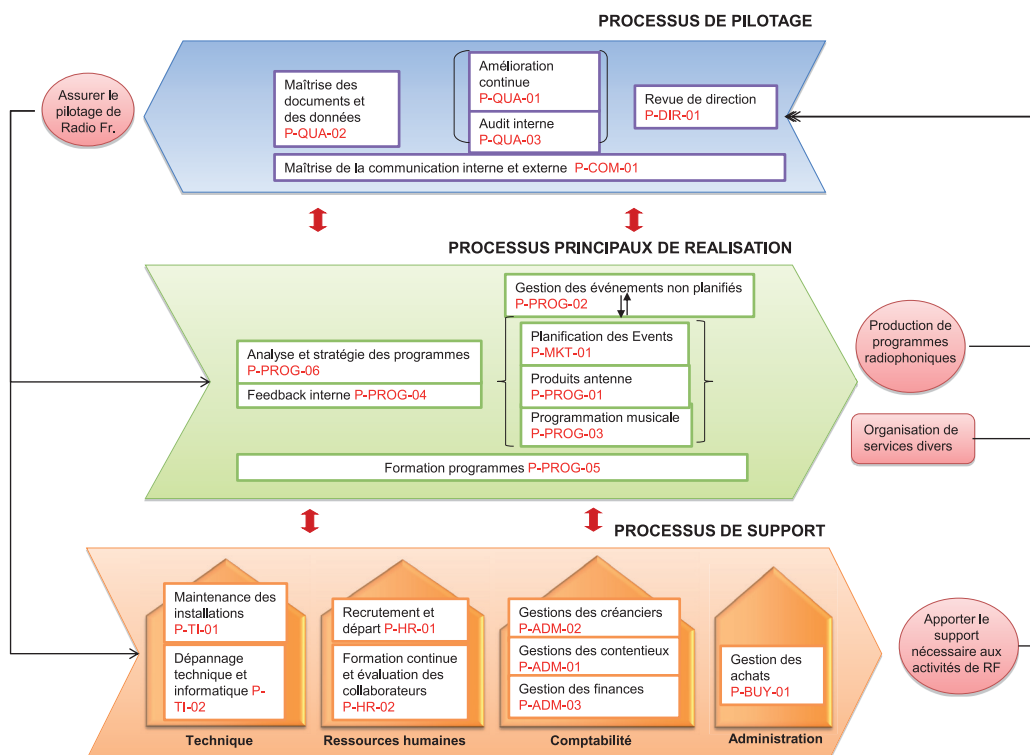 PROCESSUS DE PILOTAGE
Assurer le
pilotage de
Radio Fr.
Maîtrise des
documents et
des données
P-QUA-02
Amélioration
continue
P-QUA-01
Audit interne
P-QUA-03
Revue de direction
P-DIR-01
Maîtrise de la communication interne et externe P-COM-01
PROCESSUS PRINCIPAUX DE REALISATION
Gestion des événements non planifiés
P-PROG-02
Analyse et stratégie des programmes
P-PROG-06
Feedback interne P-PROG-04
Planification des Events
P-MKT-01
Produits antenne
P-PROG-01
Programmation musicale
P-PROG-03
Formation programmes P-PROG-05
Production de
programmes
radiophoniques
Organisation de
services divers
PROCESSUS DE SUPPORT
Maintenance des
installations
P-TI-01
Dépannage
technique et
informatique P-
TI-02
Technique
Recrutement et
départ P-HR-01
Formation continue
et évaluation des
collaborateurs
P-HR-02
Ressources humaines
Gestions des créanciers
P-ADM-02
Gestions des contentieux
P-ADM-01
Gestion des finances
P-ADM-03
Comptabilité
Gestion des
achats
P-BUY-01
Administration
Apporter le
support
nécessaire aux
activités de RF